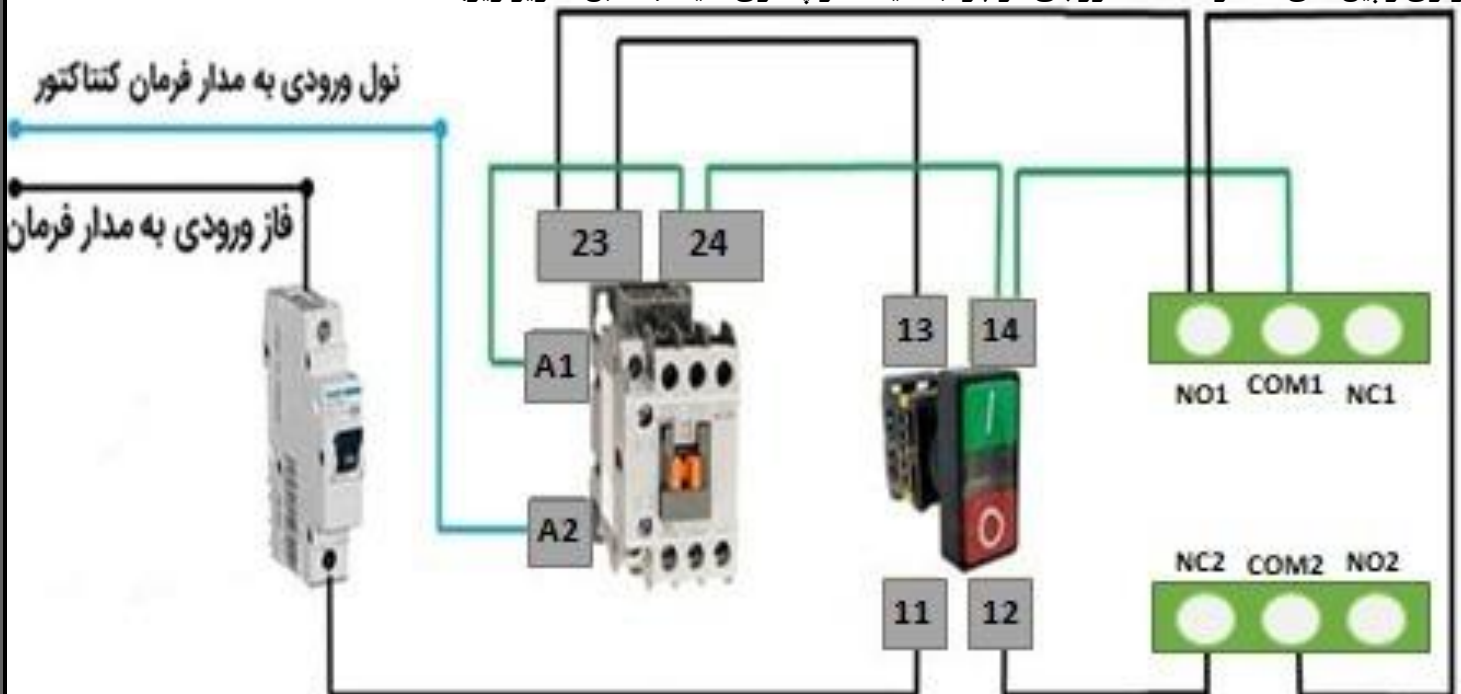 نول ورودی به مدار فرمان کنتاکتور
فاز ورودی به مدار فرمان
23 24
A1
A2
13 14
11 12
NO1 COM1 NC1
NC2 COM2 NO2